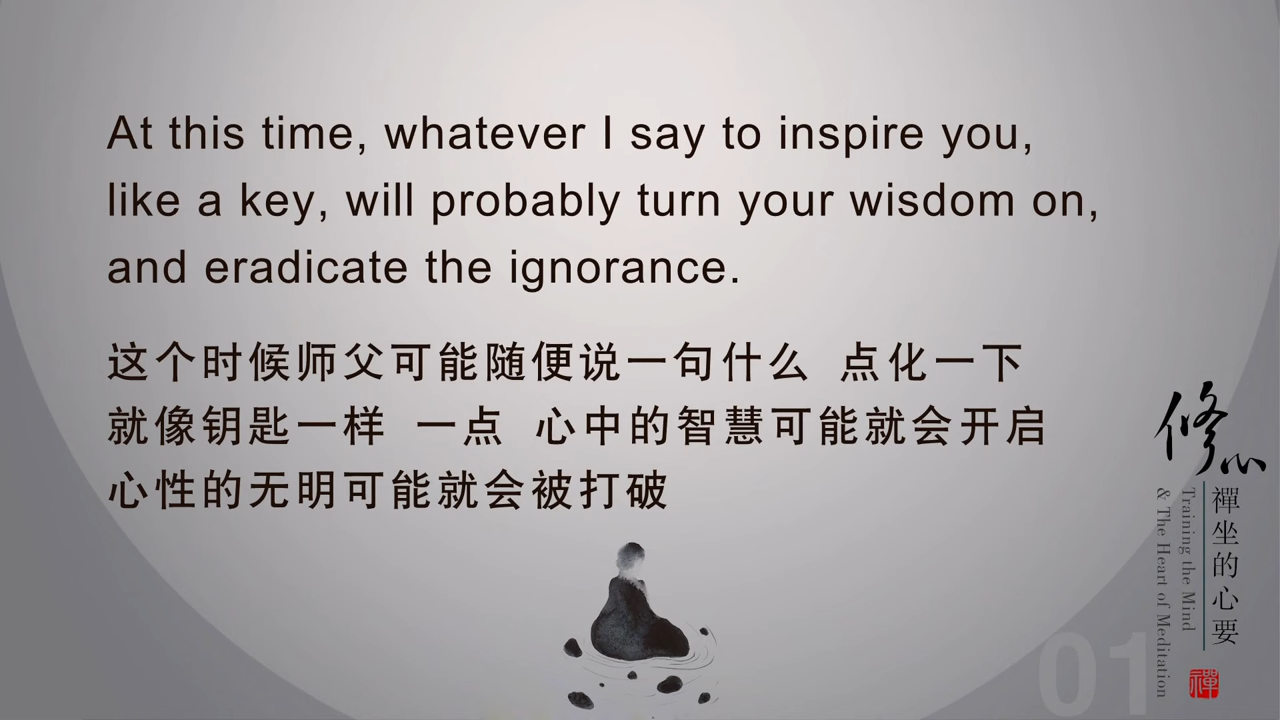 At this time, whatever I say to inspire you,
like a key, will probably turn your wisdom on,
and eradicate the ignorance.
这个时候师父可能随便说一句什么 点化一下
就像钥匙一样 一点 心中的智慧可能就会开启
心性的无明可能就会被打破
修心
禪坐的心要
Training the Mind
& The Heart of Meditation
01
禪